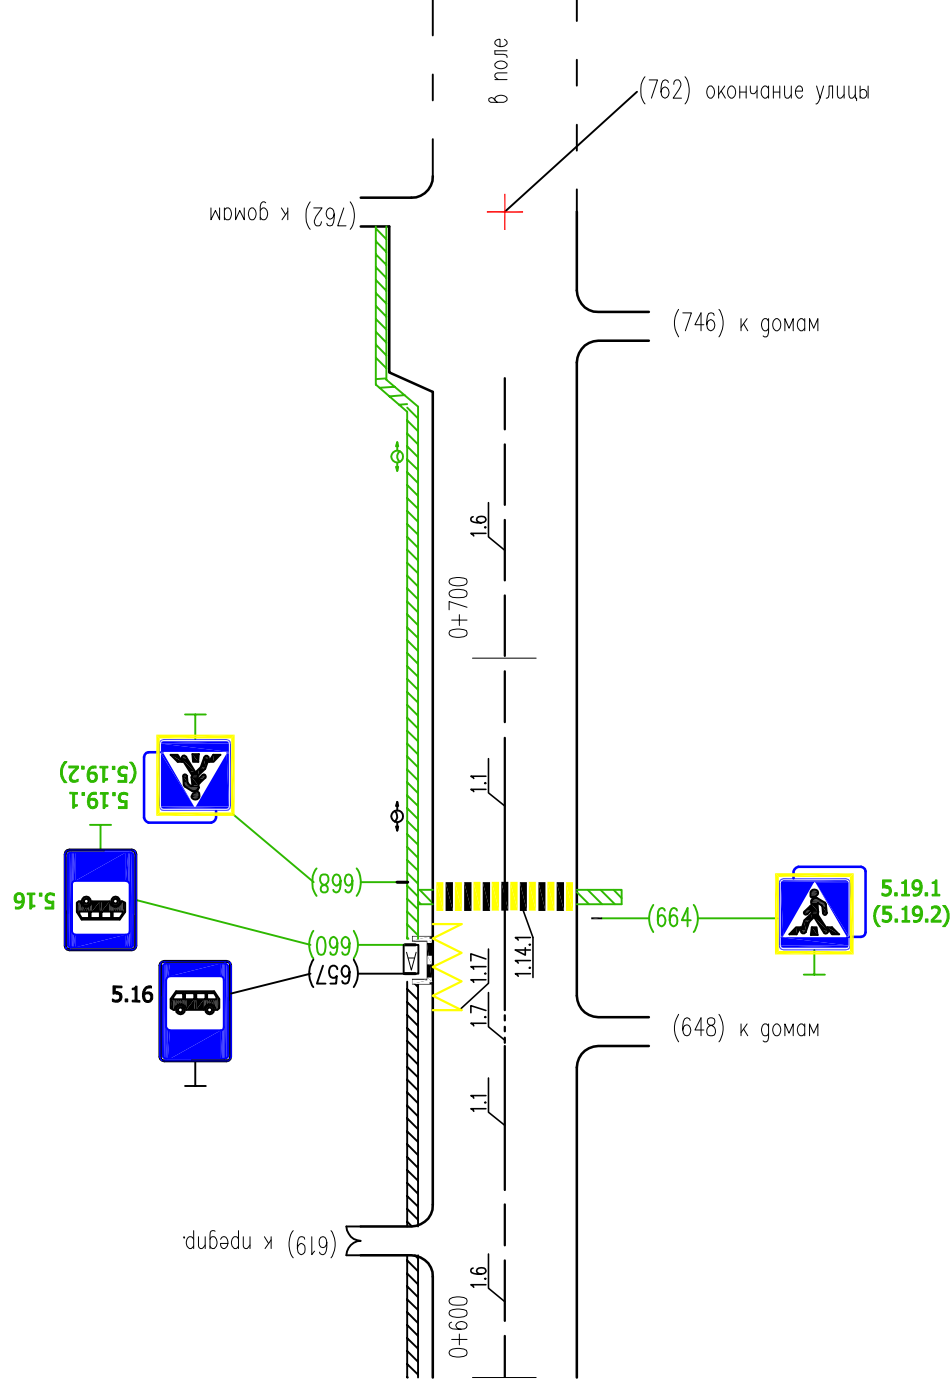 в поле
(762) окончание улицы
(762) к домам
(746) к домам
1.6
0+700
1.1
5.19.1
(5.19.2)
(668)
5.16
5.19.1
(5.19.2)
(664)
(660)
(657)
А
5.16
1.14.1
1.17
1.7
(648) к домам
1.1
(619) к предпр.
1.6
0+600